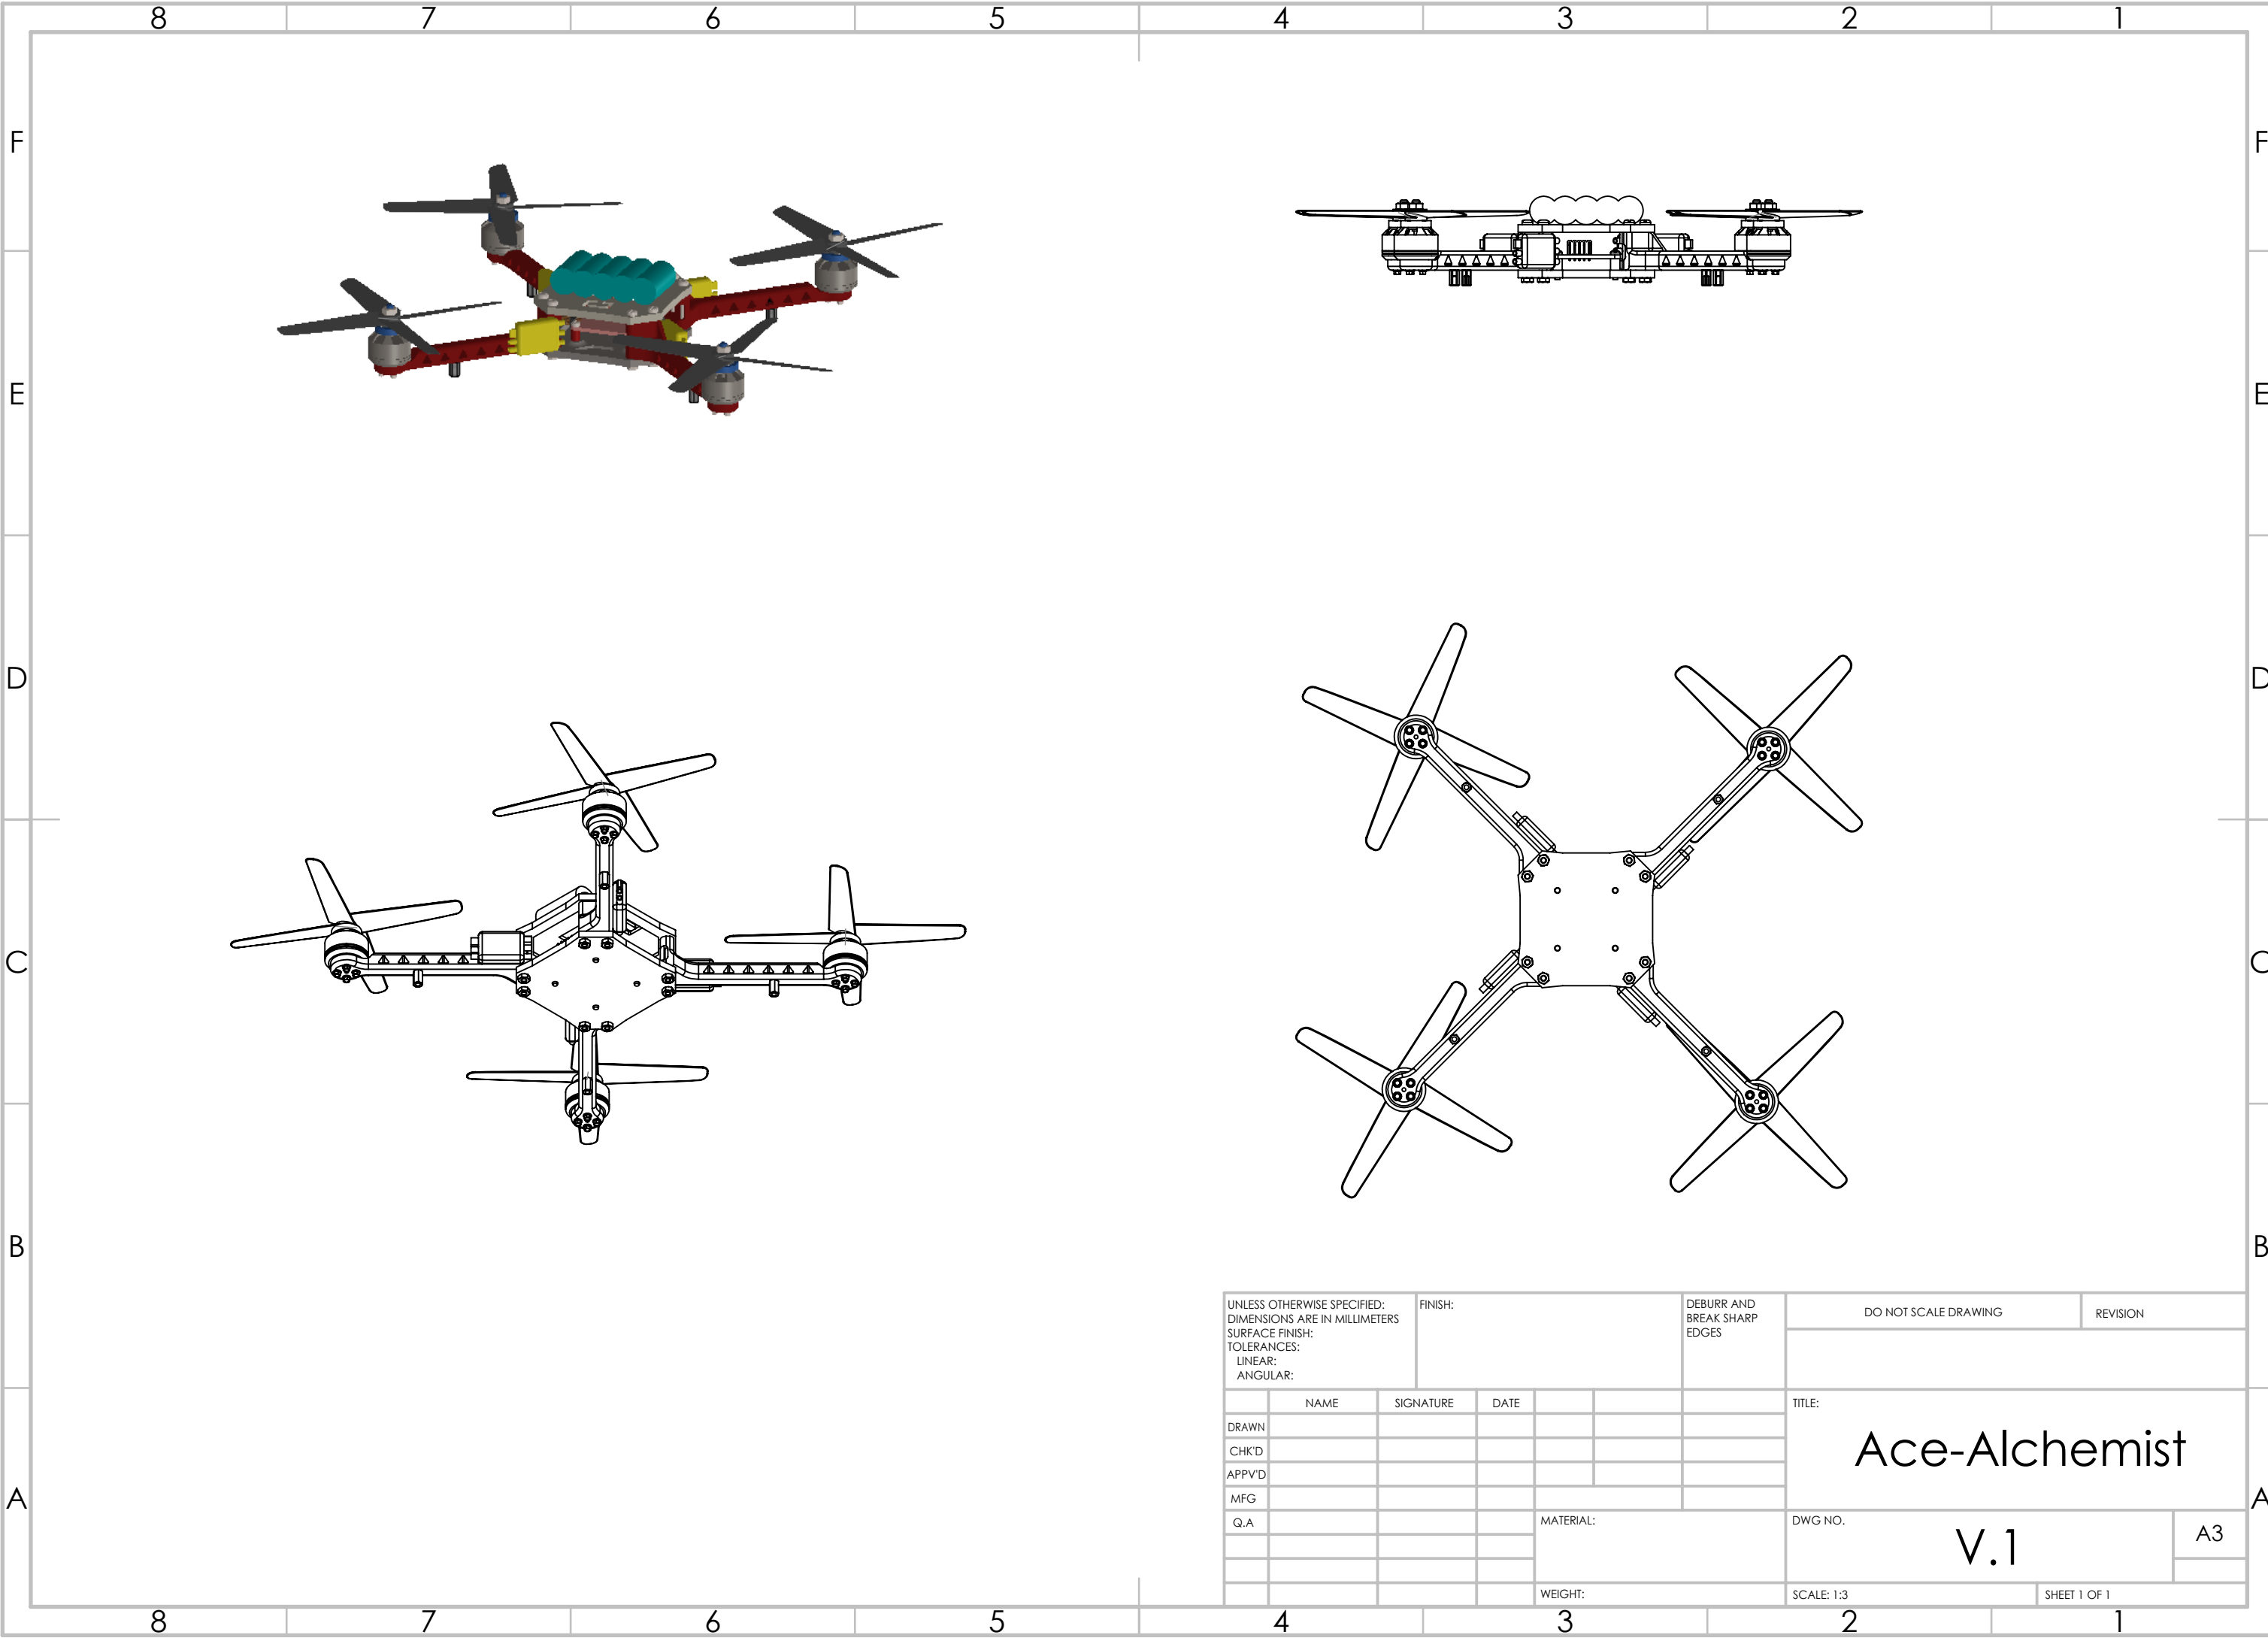 8 7 6 5 4 3 2 1
F F
E E
D D
C C
B B
A A
UNLESS OTHERWISE SPECIFIED:
DIMENSIONS ARE IN MILLIMETERS
SURFACE FINISH:
TOLERANCES:
LINEAR:
ANGULAR:
FINISH:
DEBURR AND
BREAK SHARP
EDGES
DO NOT SCALE DRAWING
REVISION
NAME SIGNATURE DATE
DRAWN
CHK'D
APPV'D
MFG
Q.A
MATERIAL:
WEIGHT:
TITLE:
Ace-Alchemist
DWG NO.
V.1
A3
SCALE: 1:3
SHEET 1 OF 1
8 7 6 5 4 3 2 1